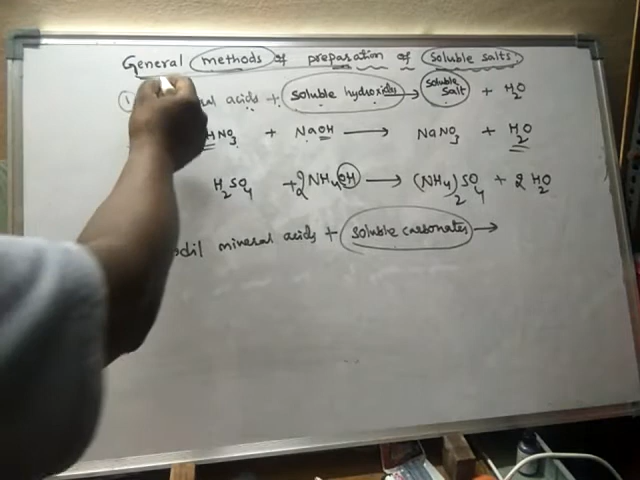 General methods of preparation of soluble salts
① acids + soluble hydroxides → soluble salt + H₂O
HNO₃ + NaOH → NaNO₃ + H₂O
H₂SO₄ + 2NH₄OH → (NH₄)₂SO₄ + 2H₂O
dil mineral acids + soluble carbonates →